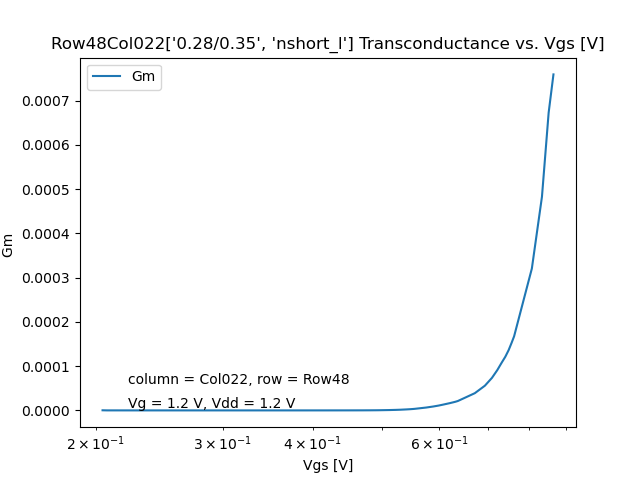 Row48Col022['0.28/0.35', 'nshort_l'] Transconductance vs. Vgs [V]
Gm
0.0007
0.0006
0.0005
0.0004
0.0003
0.0002
0.0001
0.0000
Gm
column = Col022, row = Row48
Vg = 1.2 V, Vdd = 1.2 V
2 × 10⁻¹ 3 × 10⁻¹ 4 × 10⁻¹ 6 × 10⁻¹
Vgs [V]